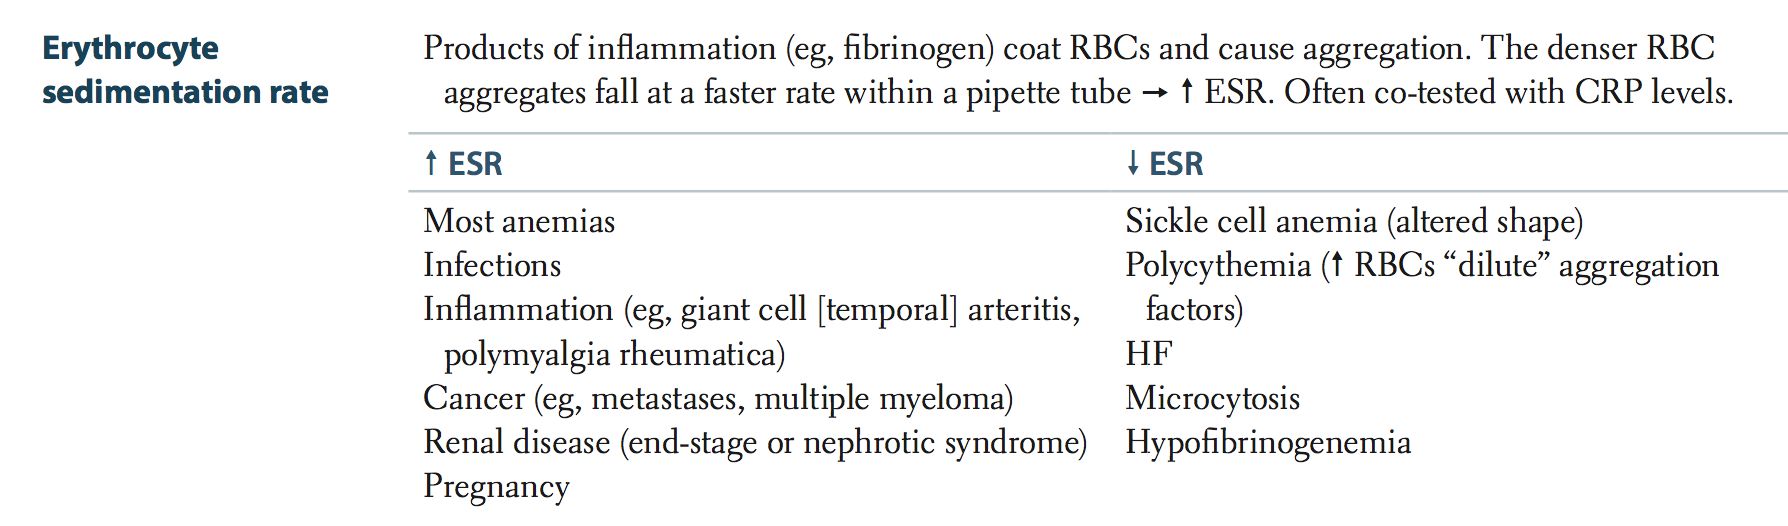 Erythrocyte
sedimentation rate
Products of inflammation (eg, fibrinogen) coat RBCs and cause aggregation. The denser RBC
aggregates fall at a faster rate within a pipette tube → ↑ ESR. Often co-tested with CRP levels.
↑ ESR
↓ ESR
Most anemias
Infections
Inflammation (eg, giant cell [temporal] arteritis,
polymyalgia rheumatica)
Cancer (eg, metastases, multiple myeloma)
Renal disease (end-stage or nephrotic syndrome)
Pregnancy
Sickle cell anemia (altered shape)
Polycythemia (↑ RBCs “dilute” aggregation
factors)
HF
Microcytosis
Hypofibrinogenemia